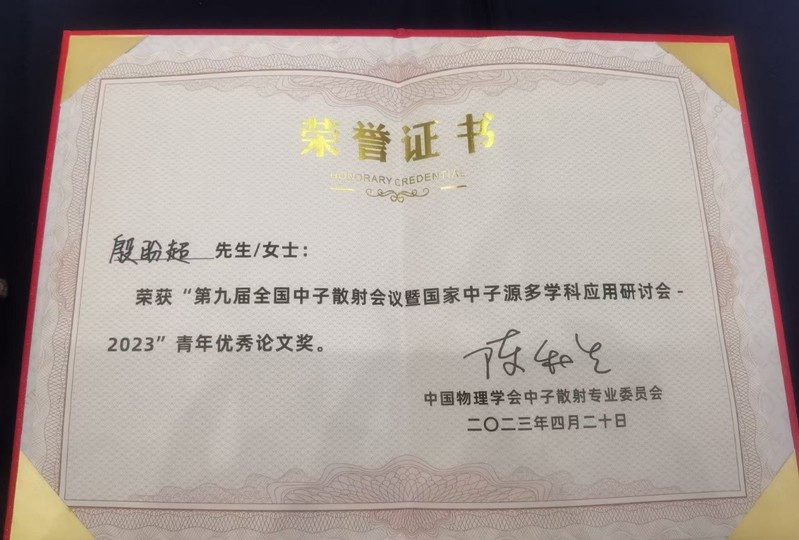 荣誉证书
HONORARY CREDENTIAL
殷盼超 先生/女士:
荣获“第九届全国中子散射会议暨国家中子源多学科应用研讨会-
2023”青年优秀论文奖。
陈和生
中国物理学会中子散射专业委员会
二〇二三年四月二十日